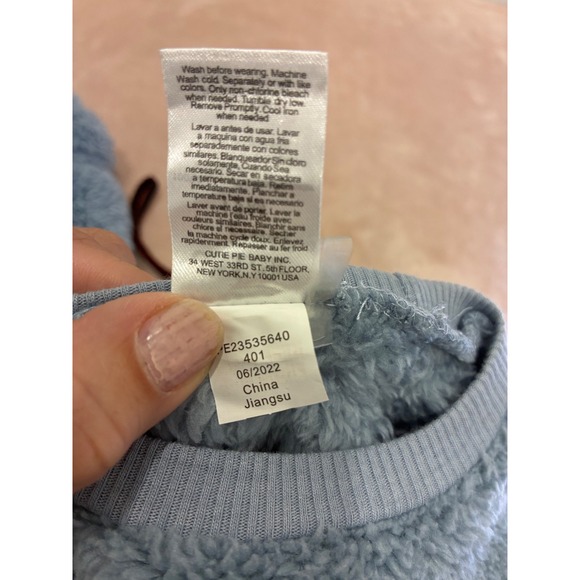 Wash before wearing. Machine
Wash cold. Separately or with like
colors. Only non-chlorine bleach
when needed. Tumble dry low.
Remove Promptly. Cool iron
when needed
Lavar a antes de usar. Lavar
a maquina con agua fria
separademente con colores
similares. Blanqueador Sin cloro
solamente, Cuando Sea
necesario. Secar en secadora
a temperatura baja. Retire
imediatamente. Planchar a
temperatura baja si es necesario
Laver avant de porter. Laver la
machine l'eau froide avec
couleurs similaires. Blanchir sans
chlore si nécessaire. Sécher
la machine cycle doux. Enlevez
rapidenment. Repasser au fer froid
CUTIE PIE BABY INC.
34 WEST 33RD ST. 5th FLOOR,
NEW YORK,N.Y.10001USA
E23535640
401
06/2022
China
Jiangsu